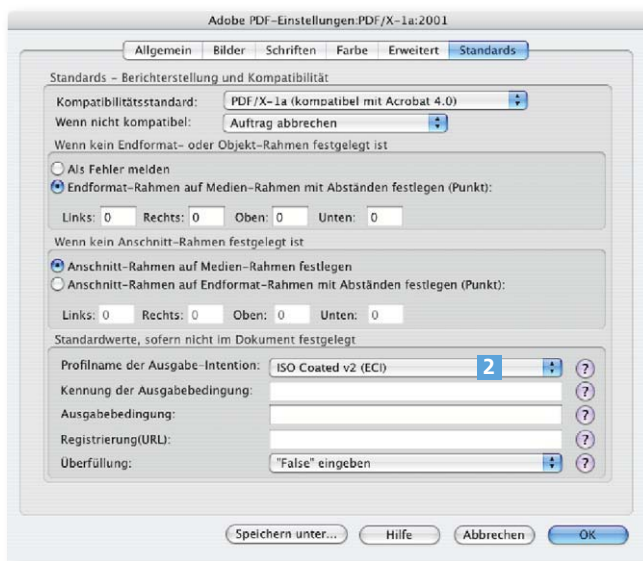 Adobe PDF-Einstellungen:PDF/X-1a:2001
Allgemein Bilder Schriften Farbe Erweitert Standards
Standards – Berichterstellung und Kompatibilität
Kompatibilitätsstandard: PDF/X-1a (kompatibel mit Acrobat 4.0)
Wenn nicht kompatibel: Auftrag abbrechen
Wenn kein Endformat- oder Objekt-Rahmen festgelegt ist
Als Fehler melden
Endformat-Rahmen auf Medien-Rahmen mit Abständen festlegen (Punkt):
Links: 0 Rechts: 0 Oben: 0 Unten: 0
Wenn kein Anschnitt-Rahmen festgelegt ist
Anschnitt-Rahmen auf Medien-Rahmen festlegen
Anschnitt-Rahmen auf Endformat-Rahmen mit Abständen festlegen (Punkt):
Links: 0 Rechts: 0 Oben: 0 Unten: 0
Standardwerte, sofern nicht im Dokument festgelegt
Profilname der Ausgabe-Intention: ISO Coated v2 (ECI) 2 ?
Kennung der Ausgabebedingung: ?
Ausgabebedingung: ?
Registrierung(URL): ?
Überfüllung: "False" eingeben ?
Speichern unter... Hilfe Abbrechen OK